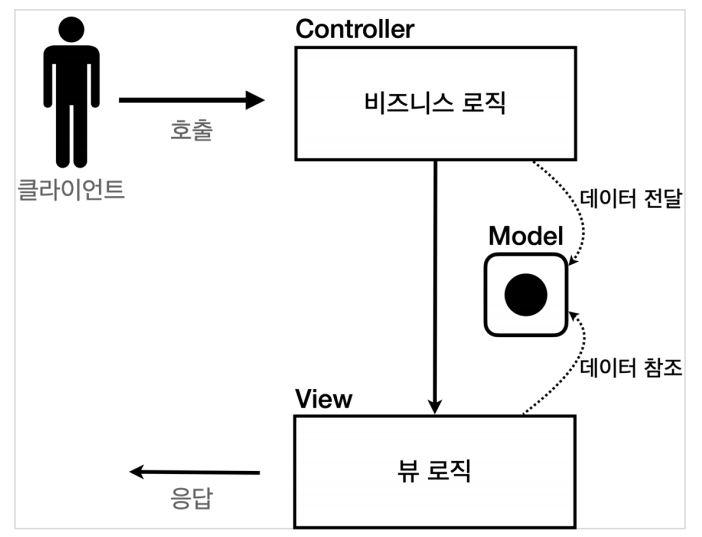 Controller
비즈니스 로직
호출
클라이언트
데이터 전달
Model
데이터 참조
View
뷰 로직
응답